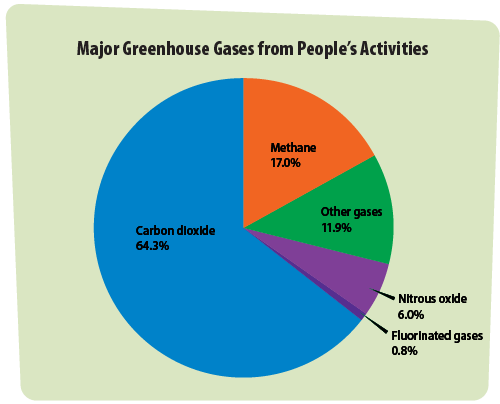 Major Greenhouse Gases from People's Activities
Methane
17.0%
Other gases
11.9%
Carbon dioxide
64.3%
Nitrous oxide
6.0%
Fluorinated gases
0.8%